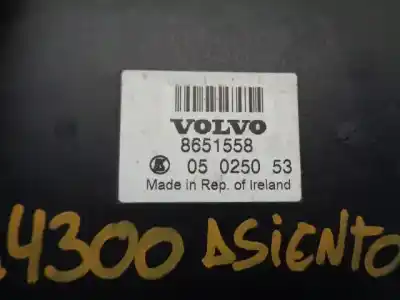 VOLVO
8651558
05 0250 53
Made in Rep. of Ireland
4300 ASIENTO